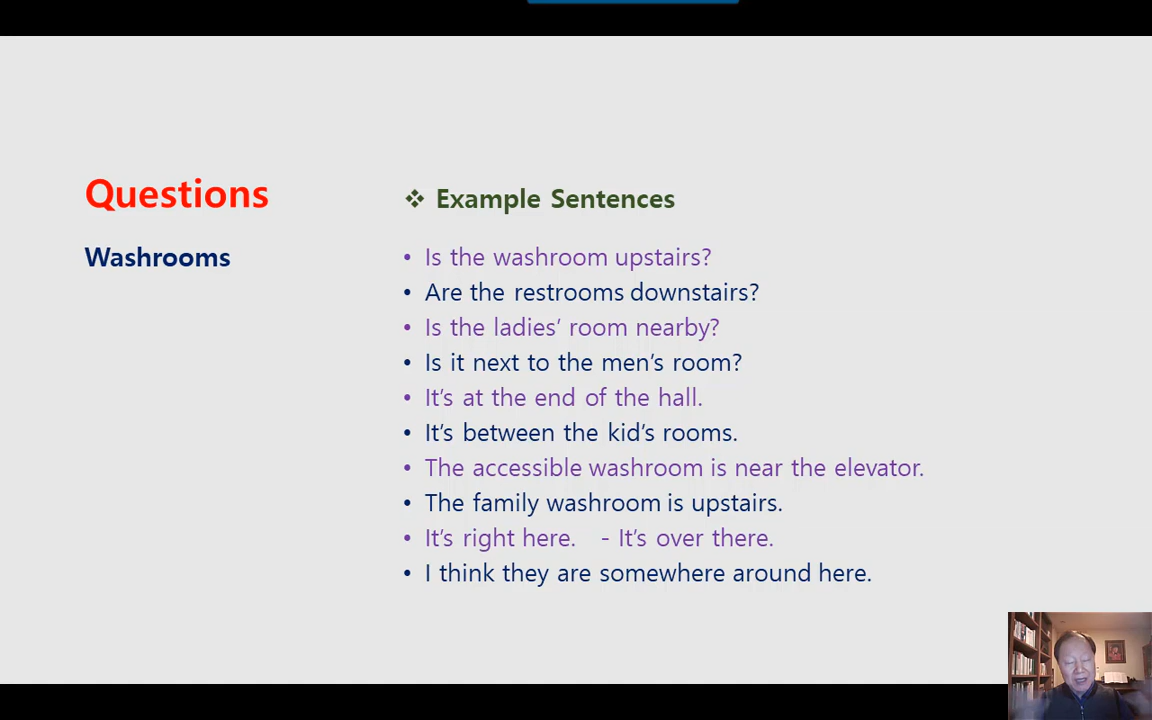 Questions
Washrooms
❖ Example Sentences
• Is the washroom upstairs?
• Are the restrooms downstairs?
• Is the ladies’ room nearby?
• Is it next to the men’s room?
• It’s at the end of the hall.
• It’s between the kid’s rooms.
• The accessible washroom is near the elevator.
• The family washroom is upstairs.
• It’s right here. - It’s over there.
• I think they are somewhere around here.